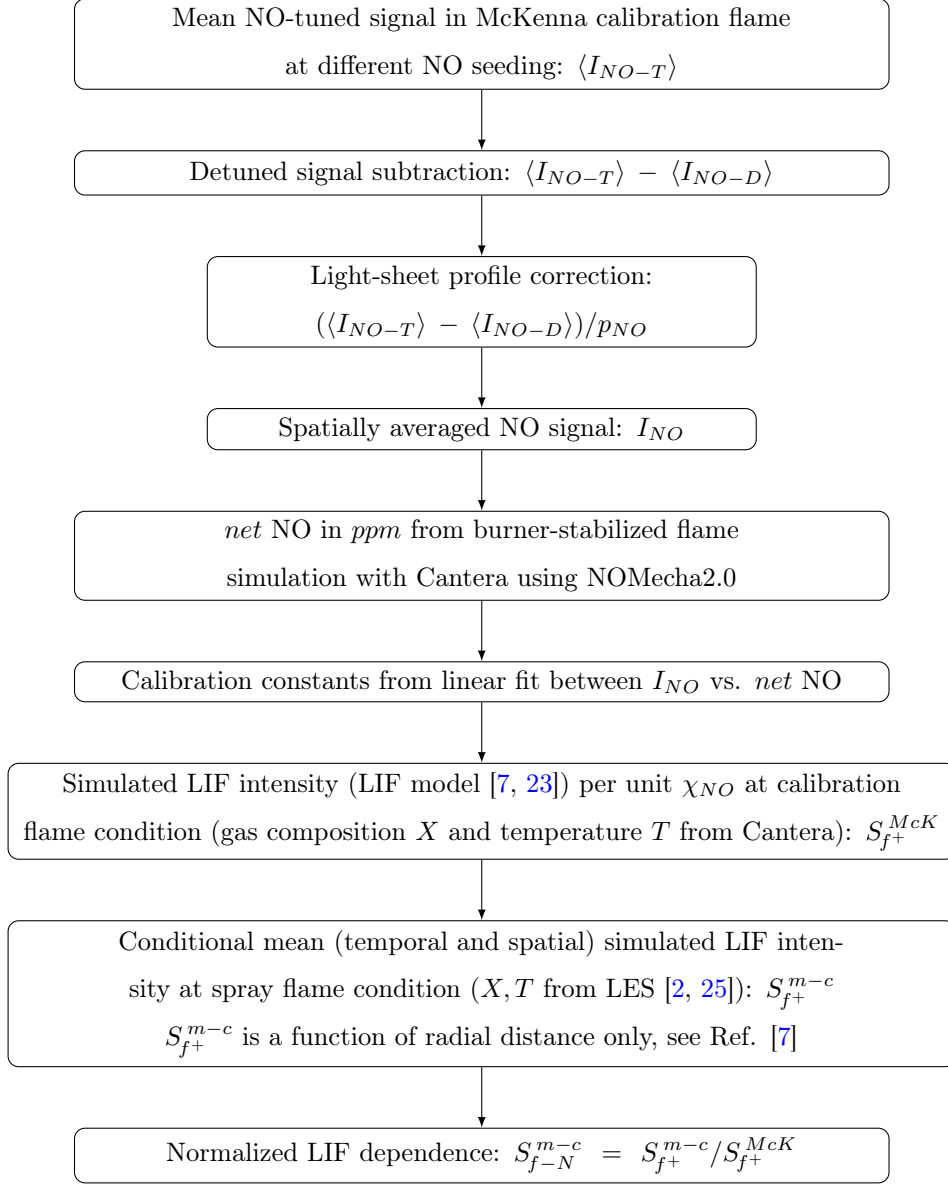 Mean NO-tuned signal in McKenna calibration flame
at different NO seeding: ⟨I_{NO−T}⟩
Detuned signal subtraction: ⟨I_{NO−T}⟩ − ⟨I_{NO−D}⟩
Light-sheet profile correction:
(⟨I_{NO−T}⟩ − ⟨I_{NO−D}⟩)/p_{NO}
Spatially averaged NO signal: I_{NO}
net NO in ppm from burner-stabilized flame
simulation with Cantera using NOMecha2.0
Calibration constants from linear fit between I_{NO} vs. net NO
Simulated LIF intensity (LIF model [7, 23]) per unit χ_{NO} at calibration
flame condition (gas composition X and temperature T from Cantera): S_{f^+}^{McK}
Conditional mean (temporal and spatial) simulated LIF inten-
sity at spray flame condition (X, T from LES [2, 25]): S_{f^+}^{m−c}
S_{f^+}^{m−c} is a function of radial distance only, see Ref. [7]
Normalized LIF dependence: S_{f−N}^{m−c} = S_{f^+}^{m−c}/S_{f^+}^{McK}